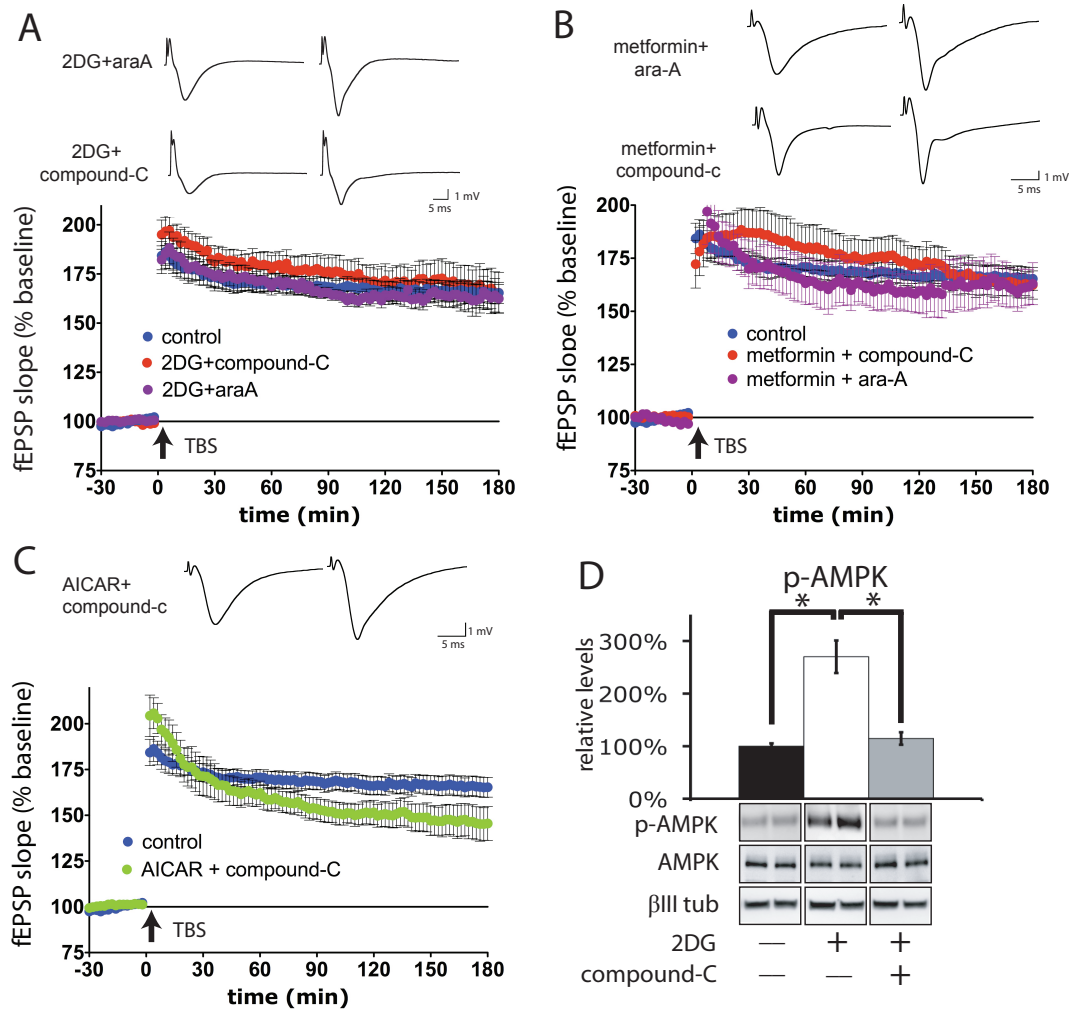 A
2DG+araA
2DG+
compound-C
1 mV
5 ms
fEPSP slope (% baseline)
200
175
150
125
100
75
control
2DG+compound-C
2DG+araA
TBS
-30 0 30 60 90 120 150 180
time (min)
B
metformin+
ara-A
metformin+
compound-c
1 mV
5 ms
fEPSP slope (% baseline)
200
175
150
125
100
75
control
metformin + compound-C
metformin + ara-A
TBS
-30 0 30 60 90 120 150 180
time (min)
C
AICAR+
compound-c
1 mV
5 ms
fEPSP slope (% baseline)
200
175
150
125
100
75
control
AICAR + compound-C
TBS
-30 0 30 60 90 120 150 180
time (min)
D
p-AMPK
* *
relative levels
300%
200%
100%
0%
p-AMPK
AMPK
βIII tub
2DG — + +
compound-C — — +